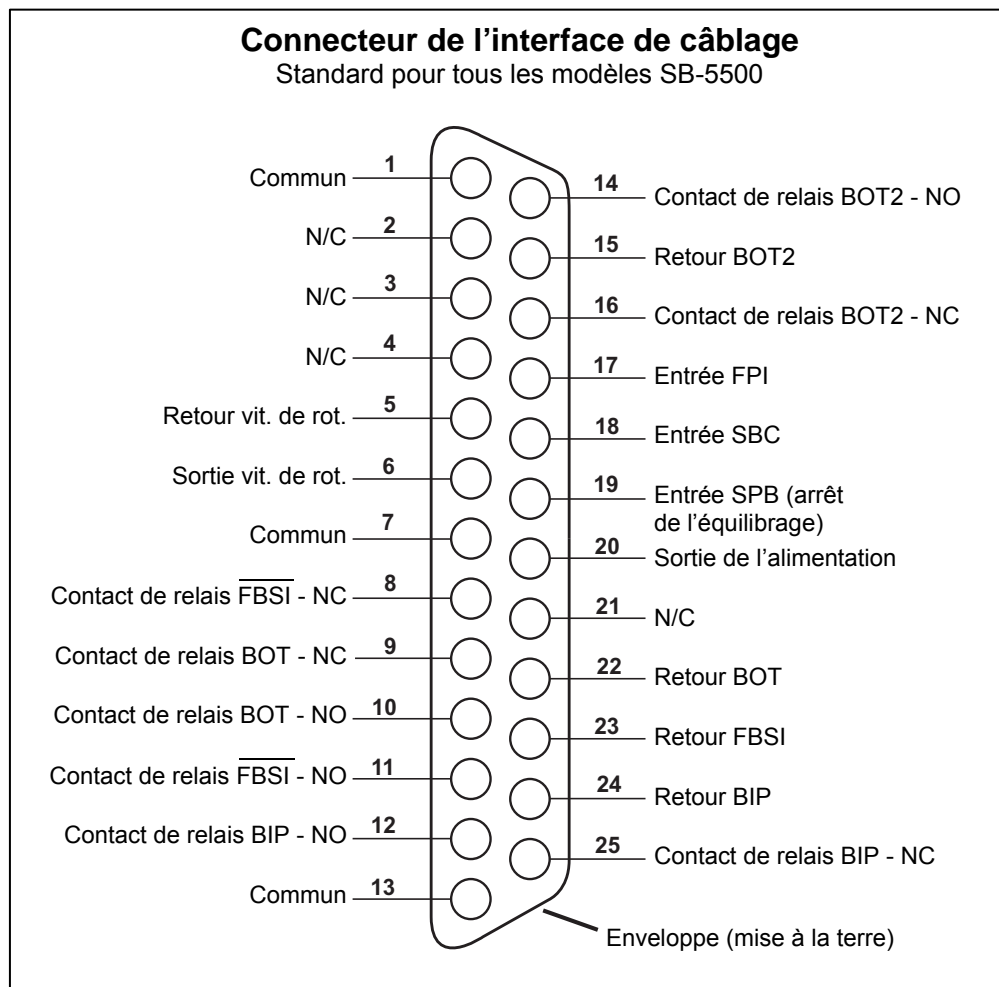 Connecteur de l’interface de câblage
Standard pour tous les modèles SB-5500
Commun 1
N/C 2
N/C 3
N/C 4
Retour vit. de rot. 5
Sortie vit. de rot. 6
Commun 7
Contact de relais FBSI - NC 8
Contact de relais BOT - NC 9
Contact de relais BOT - NO 10
Contact de relais FBSI - NO 11
Contact de relais BIP - NO 12
Commun 13
14 Contact de relais BOT2 - NO
15 Retour BOT2
16 Contact de relais BOT2 - NC
17 Entrée FPI
18 Entrée SBC
19 Entrée SPB (arrêt
de l’équilibrage)
20 Sortie de l’alimentation
21 N/C
22 Retour BOT
23 Retour FBSI
24 Retour BIP
25 Contact de relais BIP - NC
Enveloppe (mise à la terre)